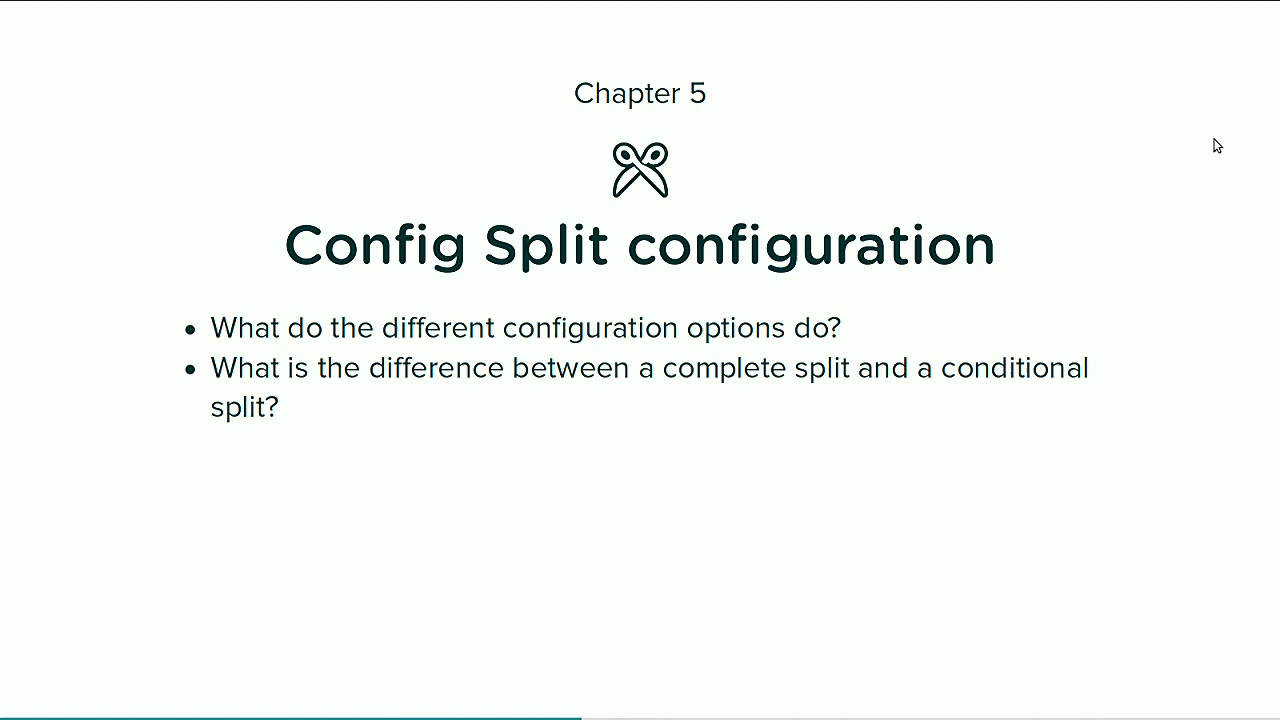 Chapter 5
Config Split configuration
• What do the different configuration options do?
• What is the difference between a complete split and a conditional
split?